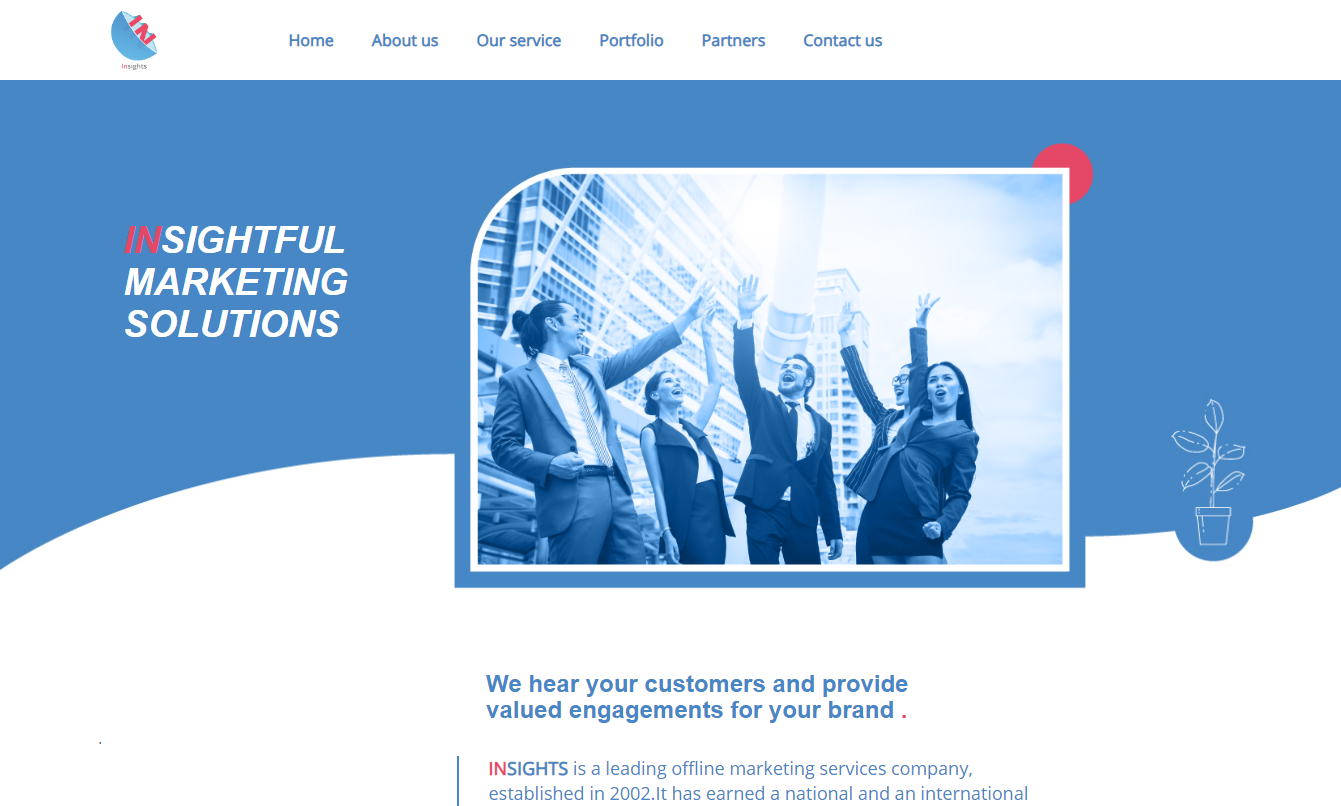 IN
Insights
Home About us Our service Portfolio Partners Contact us
INSIGHTFUL
MARKETING
SOLUTIONS
We hear your customers and provide
valued engagements for your brand .
.
INSIGHTS is a leading offline marketing services company,
established in 2002.It has earned a national and an international